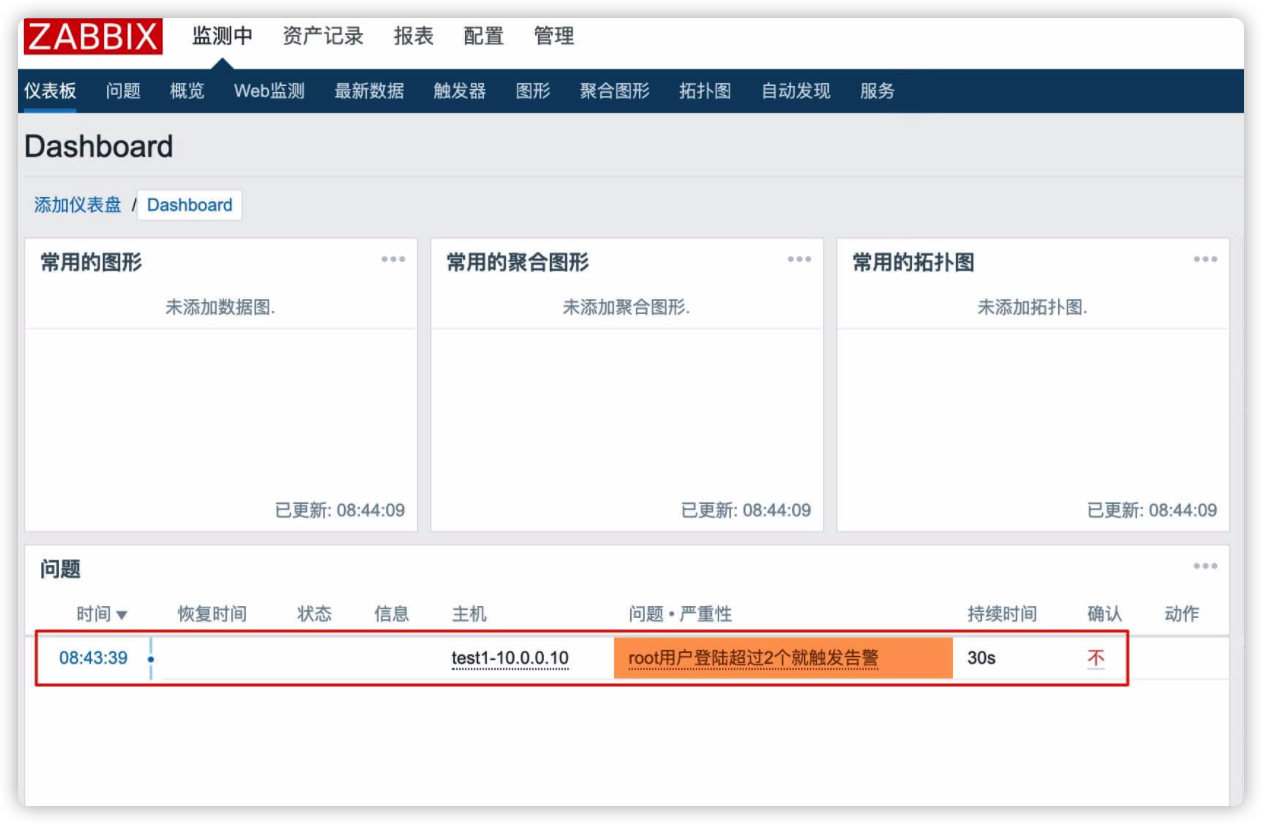 ZABBIX 监测中 资产记录 报表 配置 管理
仪表板 问题 概览 Web监测 最新数据 触发器 图形 聚合图形 拓扑图 自动发现 服务
Dashboard
添加仪表盘 / Dashboard
常用的图形 常用的聚合图形 常用的拓扑图
未添加数据图. 未添加聚合图形. 未添加拓扑图.
已更新: 08:44:09 已更新: 08:44:09 已更新: 08:44:09
问题
时间▼ 恢复时间 状态 信息 主机 问题 • 严重性 持续时间 确认 动作
08:43:39 test1-10.0.0.10 root用户登陆超过2个就触发告警 30s 不